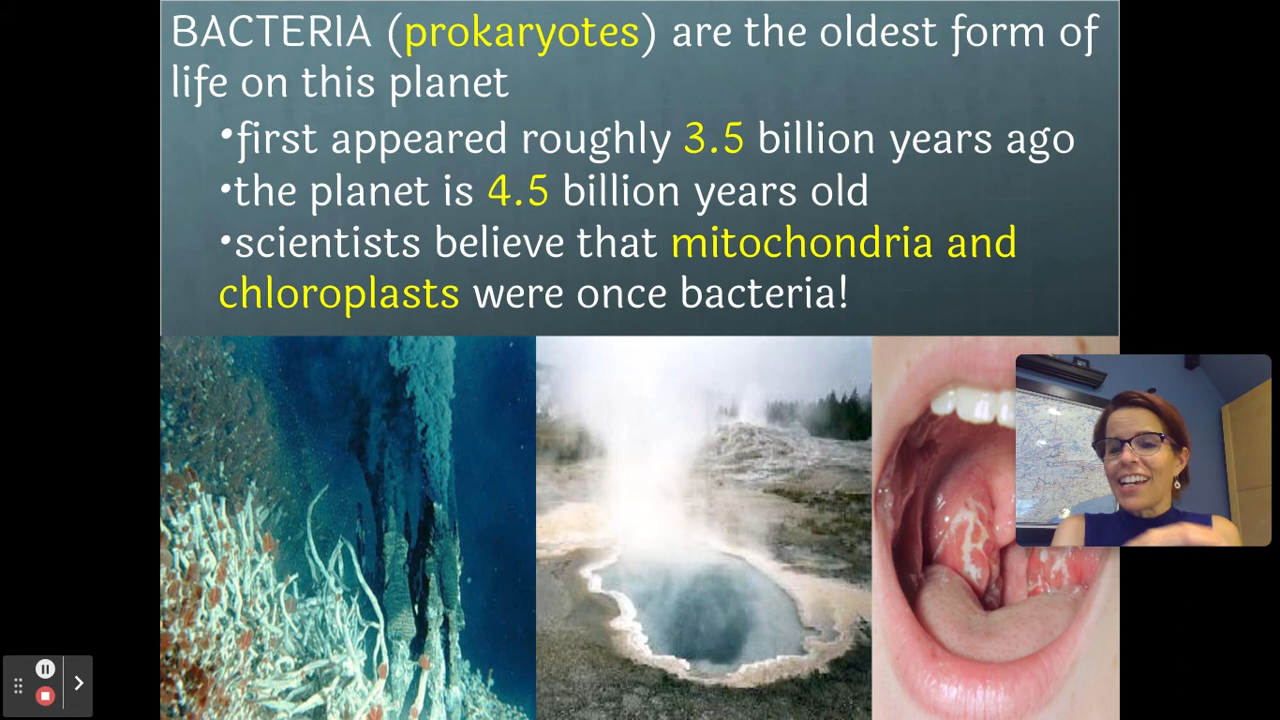 BACTERIA (prokaryotes) are the oldest form of
life on this planet
•first appeared roughly 3.5 billion years ago
•the planet is 4.5 billion years old
•scientists believe that mitochondria and
chloroplasts were once bacteria!